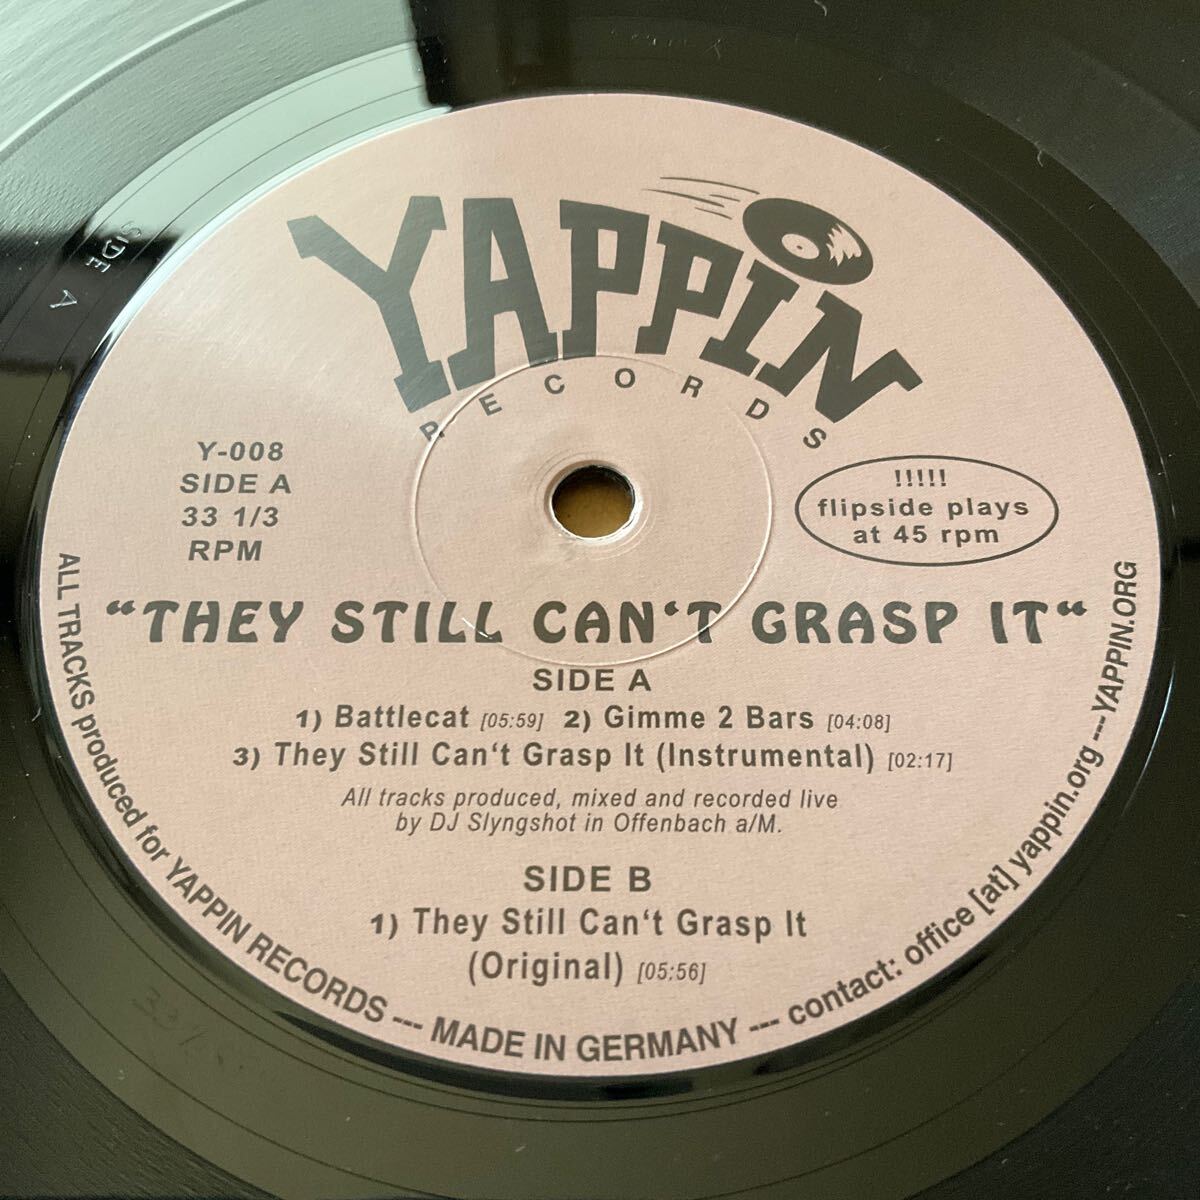 YAPPIN
RECORDS
Y-008
SIDE A
33 1/3
RPM
!!!!!
flipside plays
at 45 rpm
“THEY STILL CAN‘T GRASP IT“
SIDE A
1) Battlecat [05:59] 2) Gimme 2 Bars [04:08]
3) They Still Can‘t Grasp It (Instrumental) [02:17]
All tracks produced, mixed and recorded live
by DJ Slyngshot in Offenbach a/M.
SIDE B
1) They Still Can‘t Grasp It
(Original) [05:56]
ALL TRACKS produced for YAPPIN RECORDS --- MADE IN GERMANY --- contact: office [at] yappin.org ---YAPPIN.ORG
SIDE A